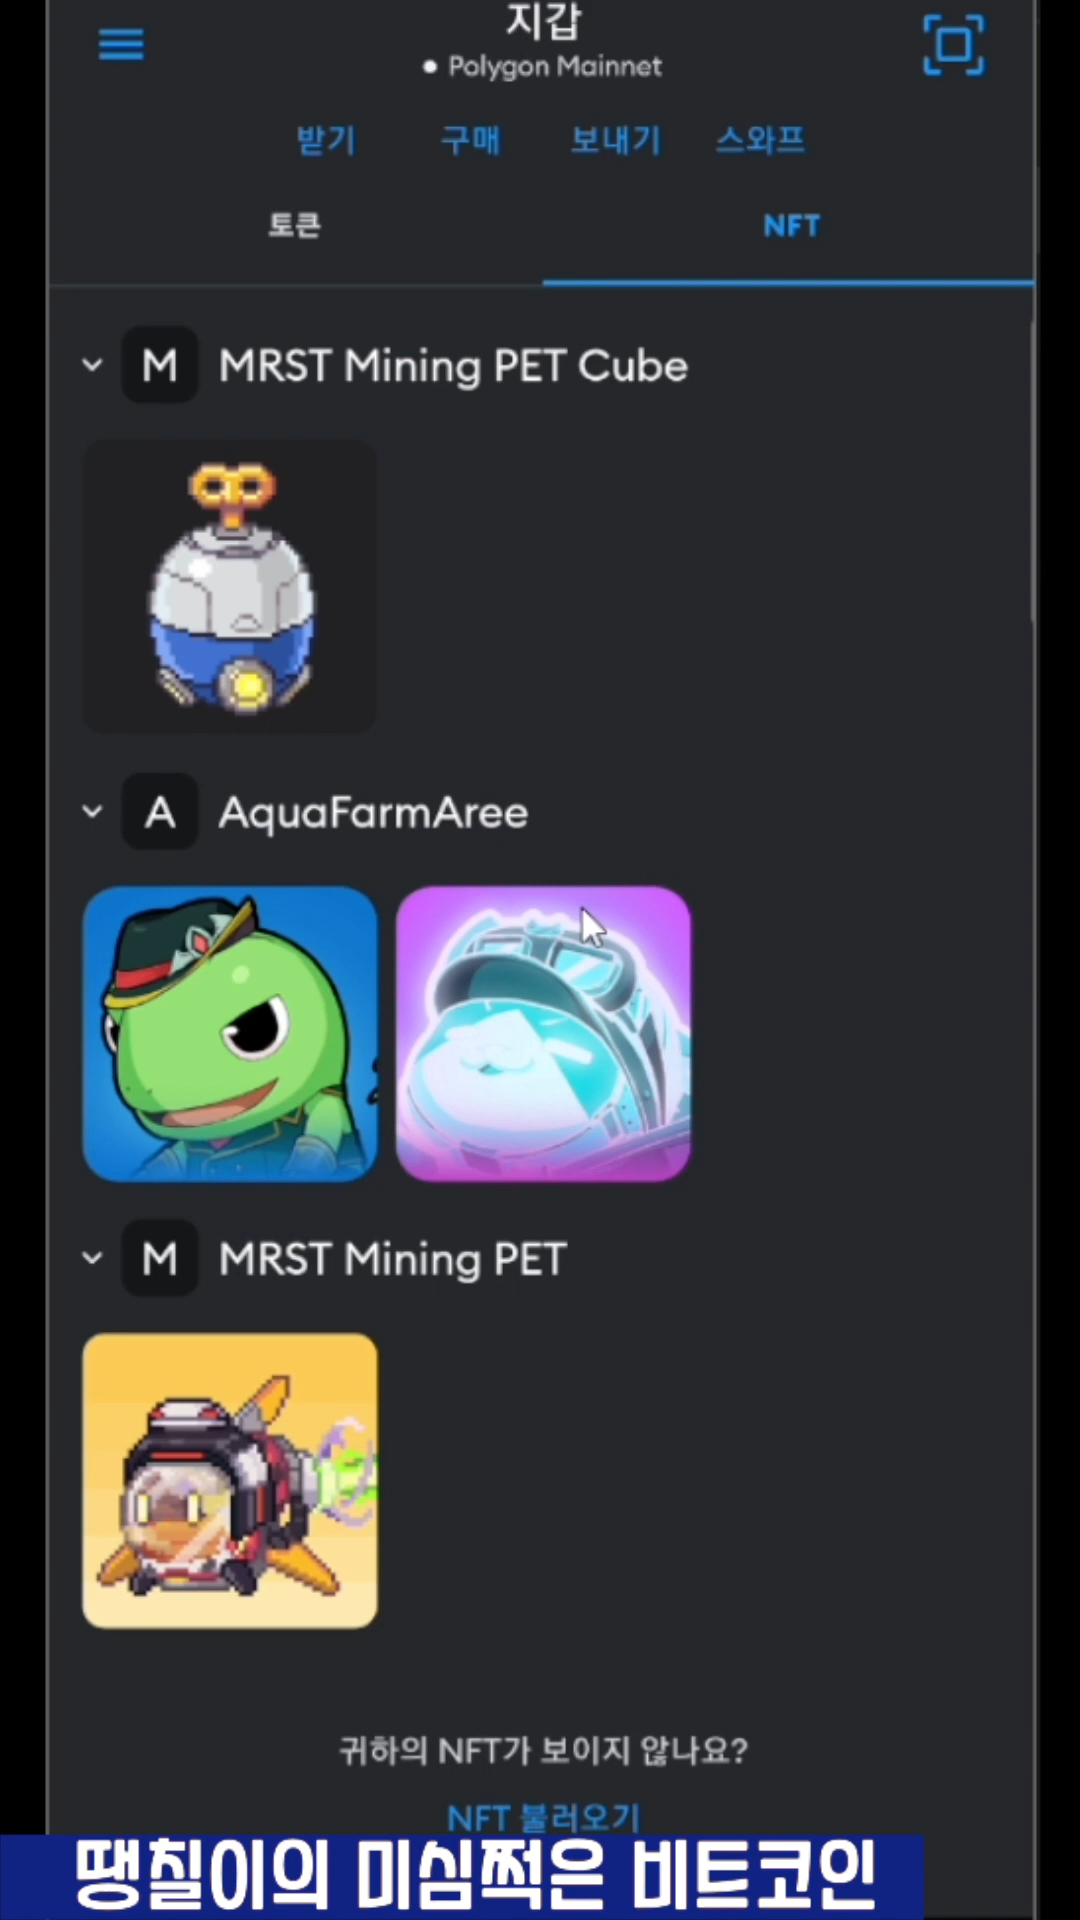 지갑
Polygon Mainnet
받기 구매 보내기 스와프
토큰 NFT
M MRST Mining PET Cube
A AquaFarmAree
M MRST Mining PET
귀하의 NFT가 보이지 않나요?
NFT 불러오기
땡칠이의 미심쩍은 비트코인